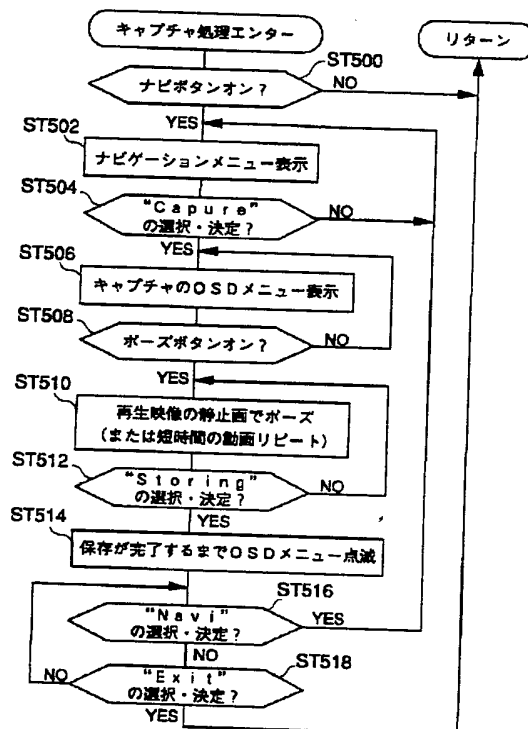 キャプチャ処理エンター
リターン
ST500
ナビボタンオン?
NO
YES
ST502
ナビゲーションメニュー表示
ST504
“Capure”
の選択・決定?
NO
YES
ST506
キャプチャのOSDメニュー表示
ST508
ポーズボタンオン?
NO
YES
ST510
再生映像の静止画でポーズ
(または短時間の動画リピート)
ST512
“Storing”
の選択・決定?
NO
YES
ST514
保存が完了するまでOSDメニュー点滅
ST516
“Navi”
の選択・決定?
YES
NO
ST518
“Exit”
の選択・決定?
NO
YES